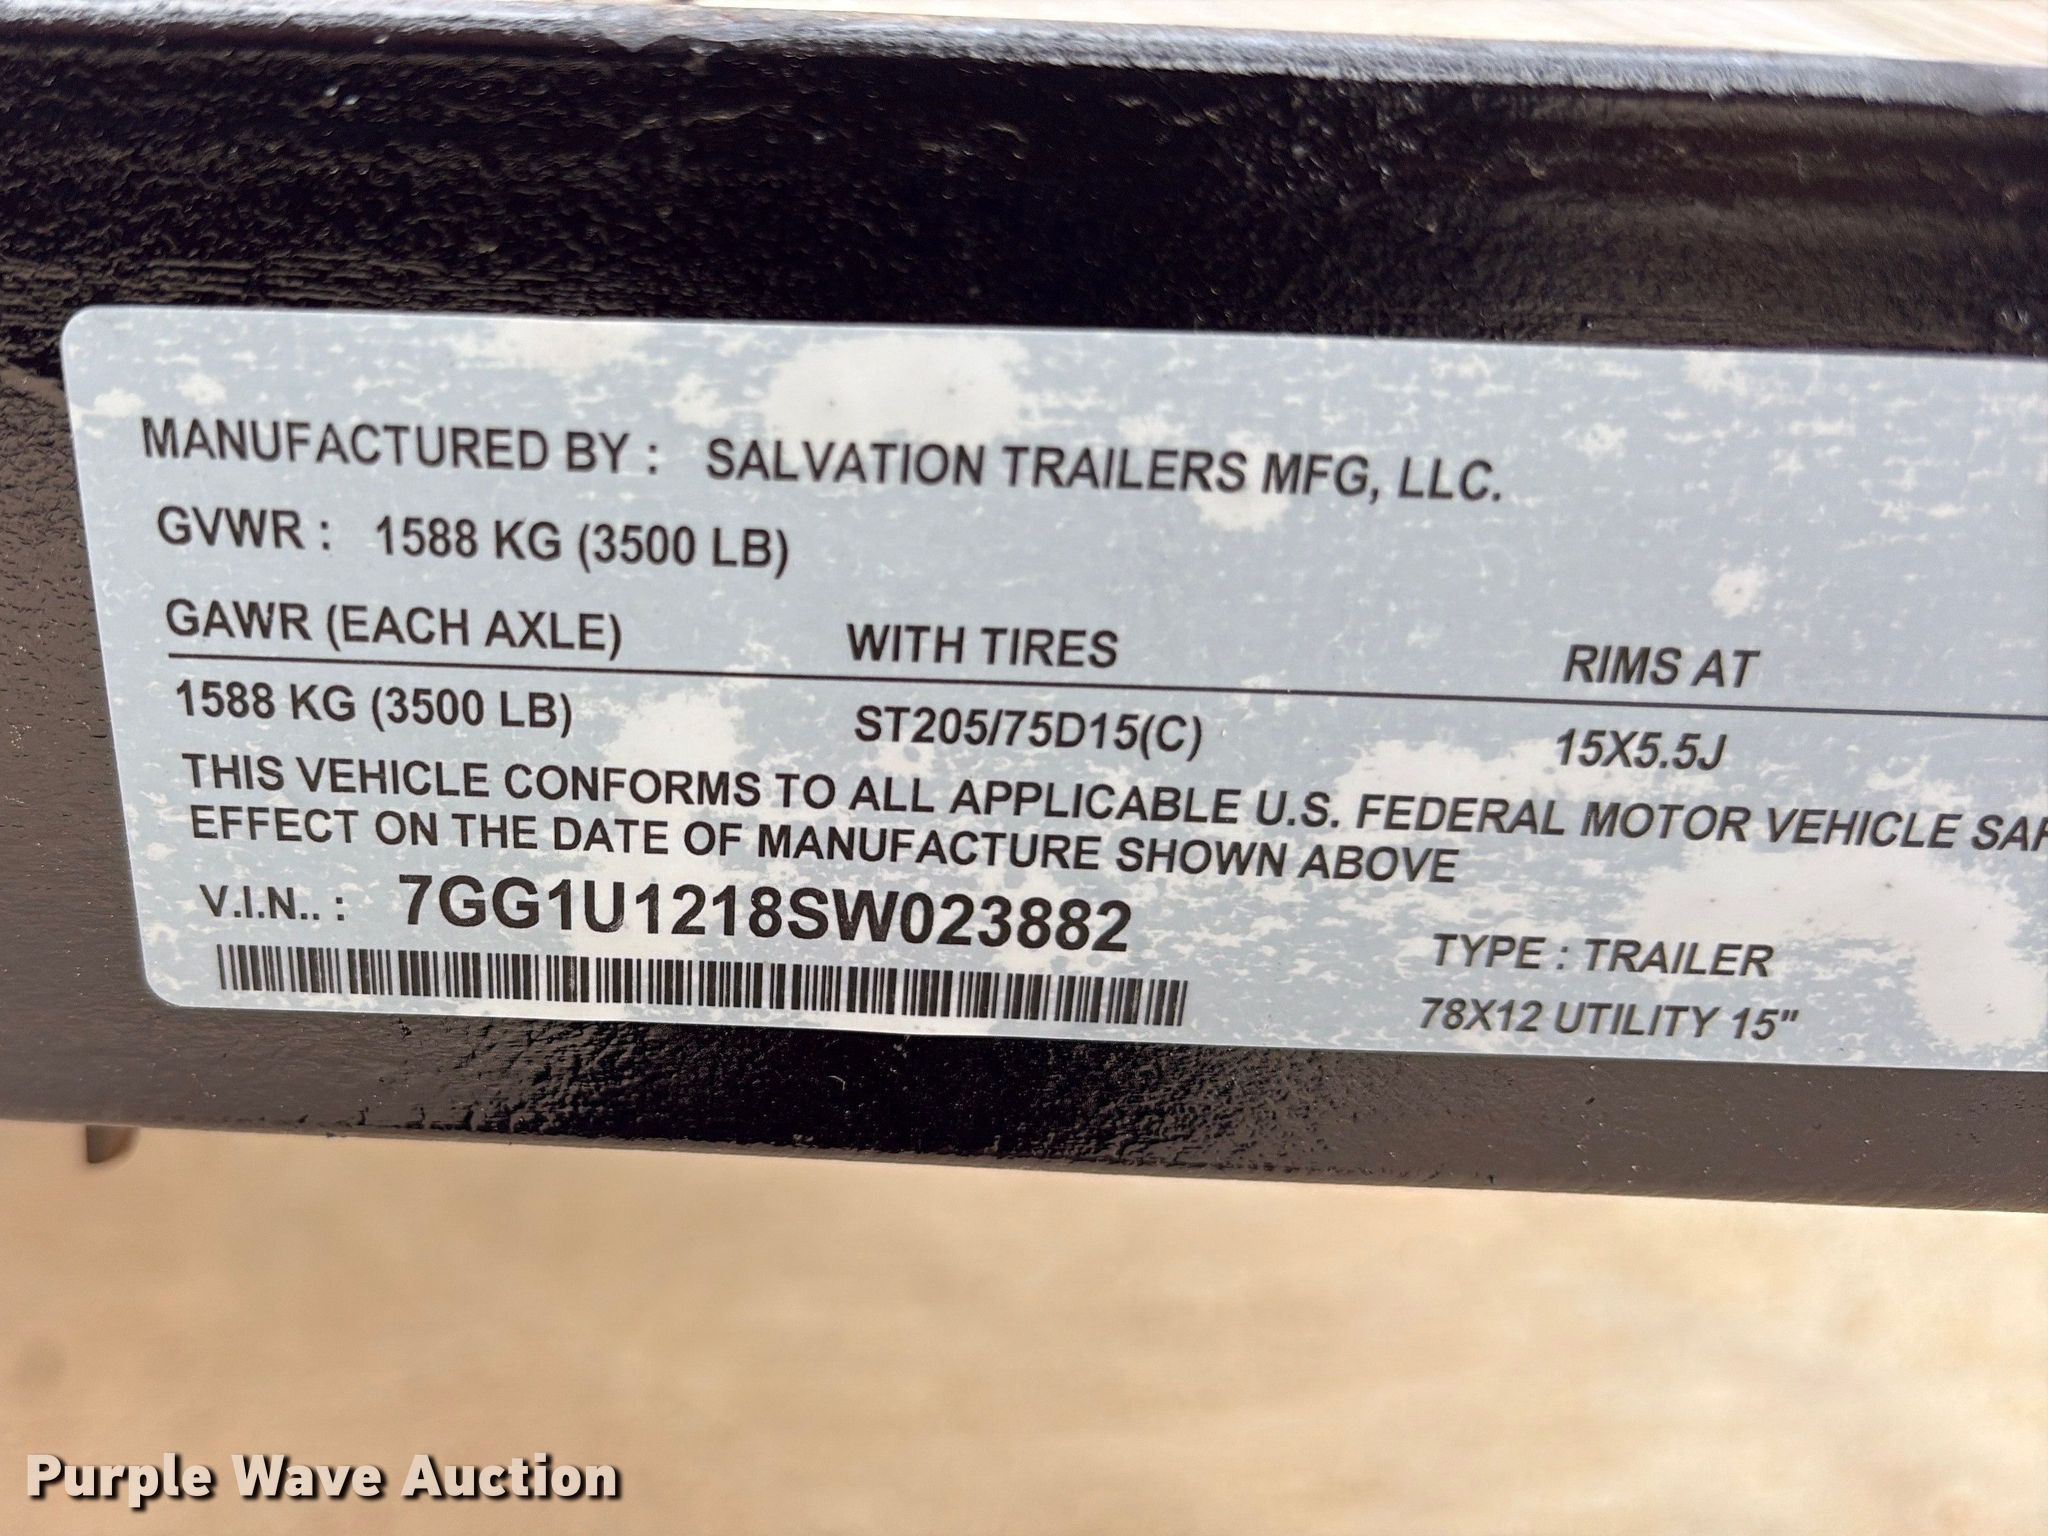 MANUFACTURED BY : SALVATION TRAILERS MFG, LLC.
GVWR : 1588 KG (3500 LB)
GAWR (EACH AXLE) WITH TIRES RIMS AT
1588 KG (3500 LB) ST205/75D15(C) 15X5.5J
THIS VEHICLE CONFORMS TO ALL APPLICABLE U.S. FEDERAL MOTOR VEHICLE
EFFECT ON THE DATE OF MANUFACTURE SHOWN ABOVE
V.I.N.. : 7GG1U1218SW023882
TYPE : TRAILER
78X12 UTILITY 15"
Purple Wave Auction